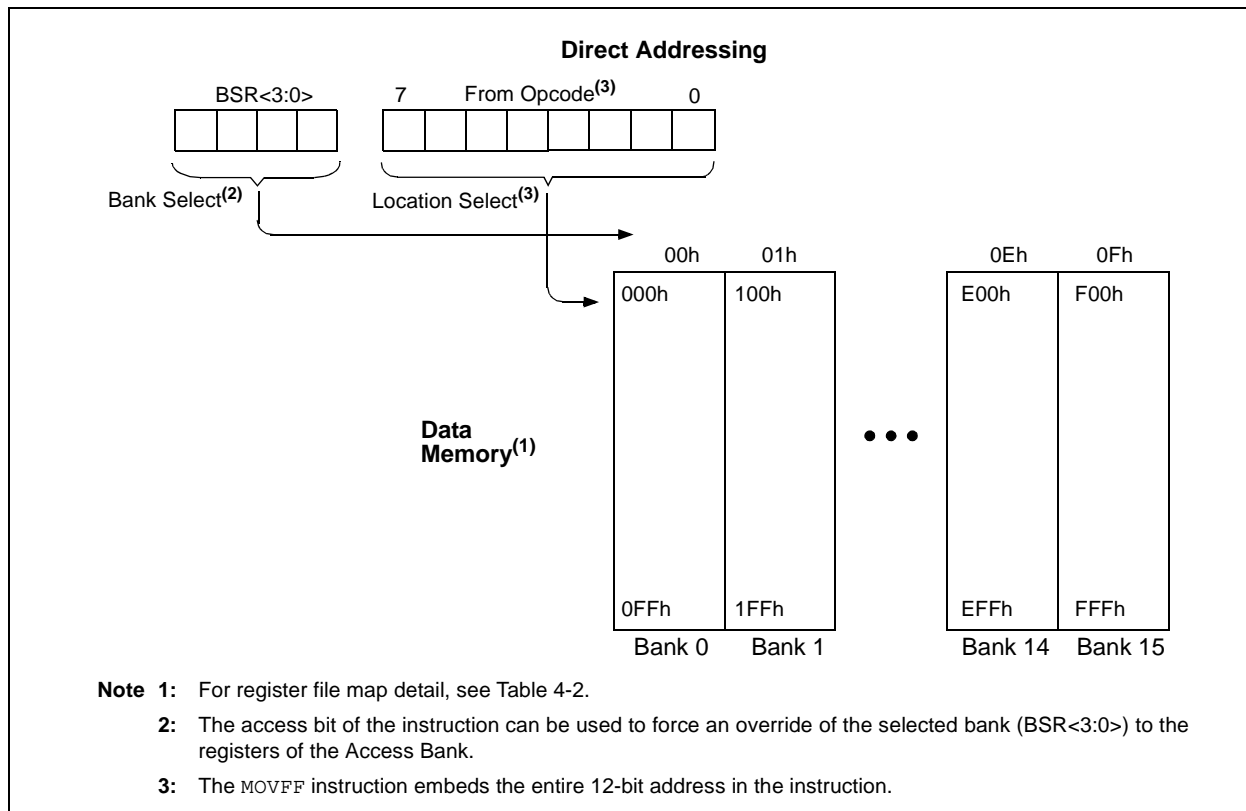 Direct Addressing
BSR<3:0> 7 From Opcode(3) 0
Bank Select(2) Location Select(3)
00h 01h 0Eh 0Fh
000h 100h E00h F00h
Data
Memory(1)
0FFh 1FFh EFFh FFFh
Bank 0 Bank 1 Bank 14 Bank 15
Note 1: For register file map detail, see Table 4-2.
2: The access bit of the instruction can be used to force an override of the selected bank (BSR<3:0>) to the
registers of the Access Bank.
3: The MOVFF instruction embeds the entire 12-bit address in the instruction.